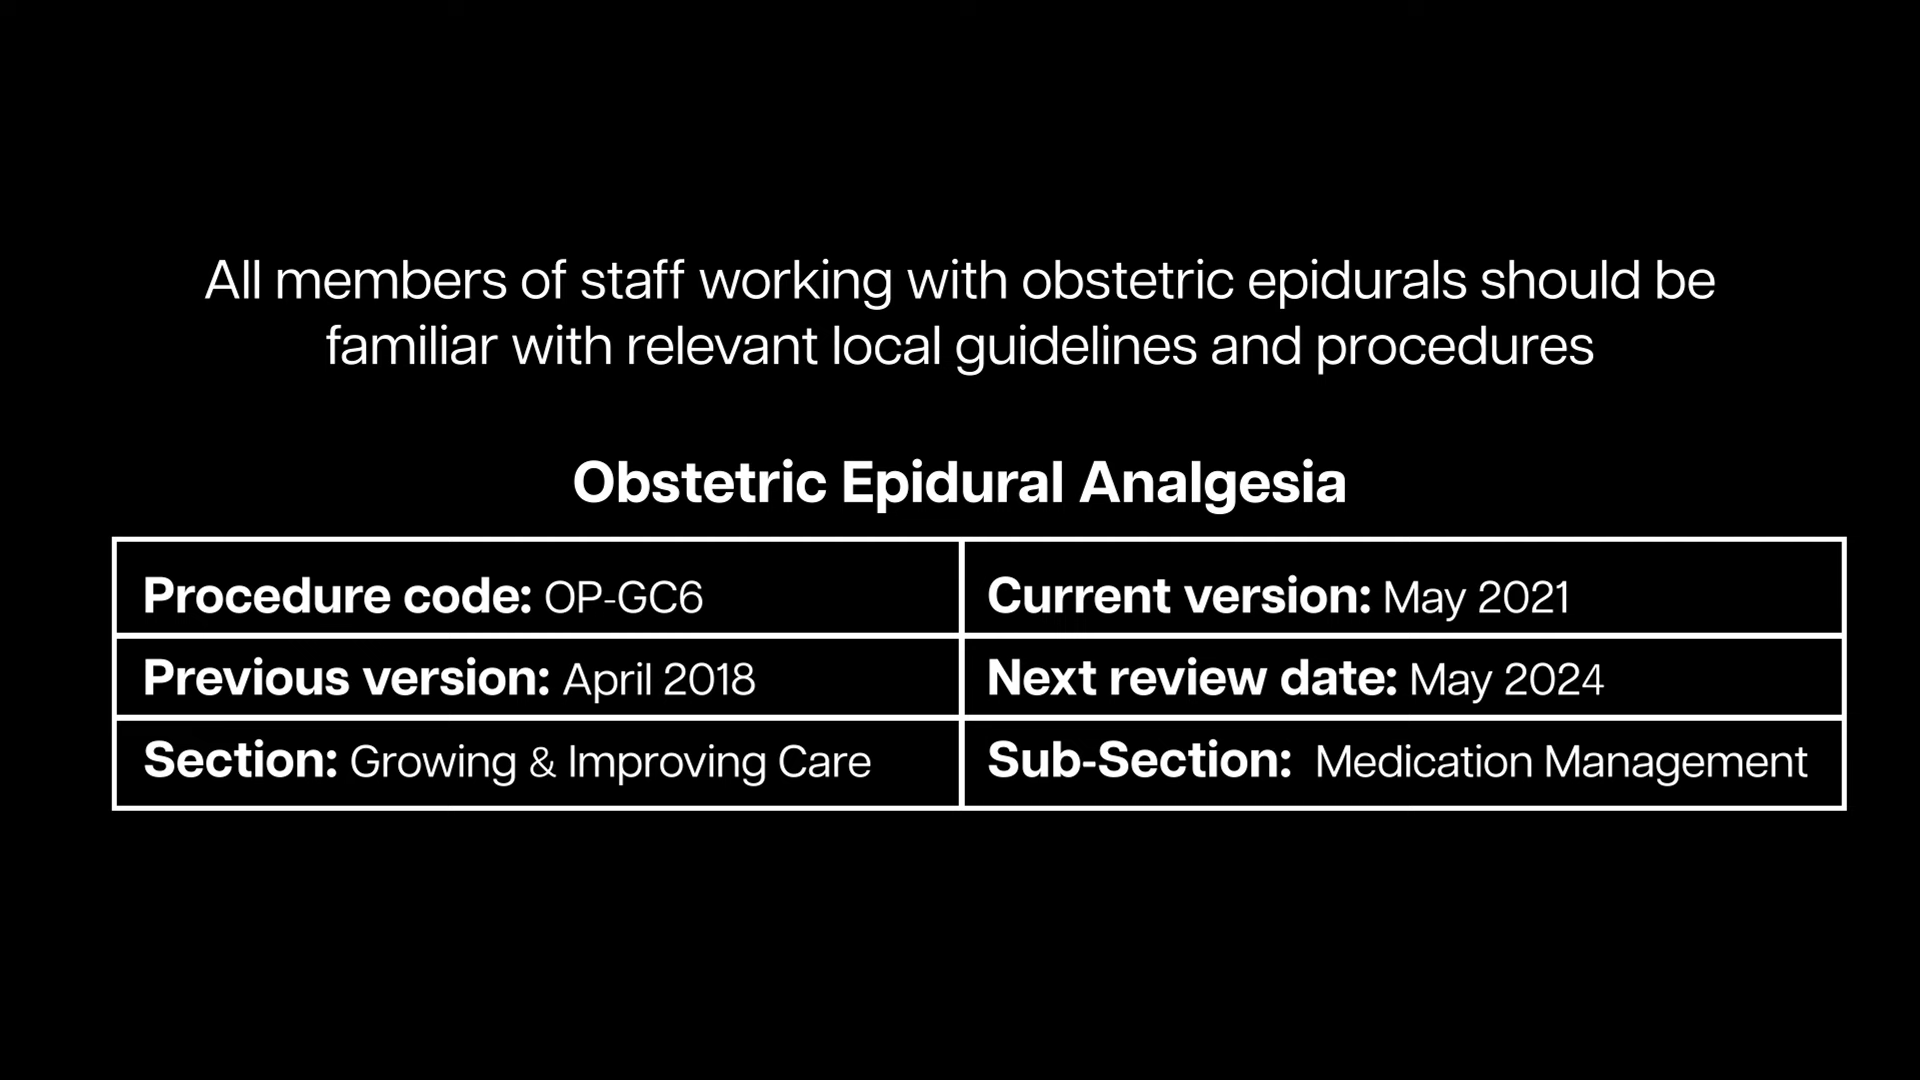 All members of staff working with obstetric epidurals should be
familiar with relevant local guidelines and procedures
Obstetric Epidural Analgesia
Procedure code: OP-GC6
Current version: May 2021
Previous version: April 2018
Next review date: May 2024
Section: Growing & Improving Care
Sub-Section: Medication Management